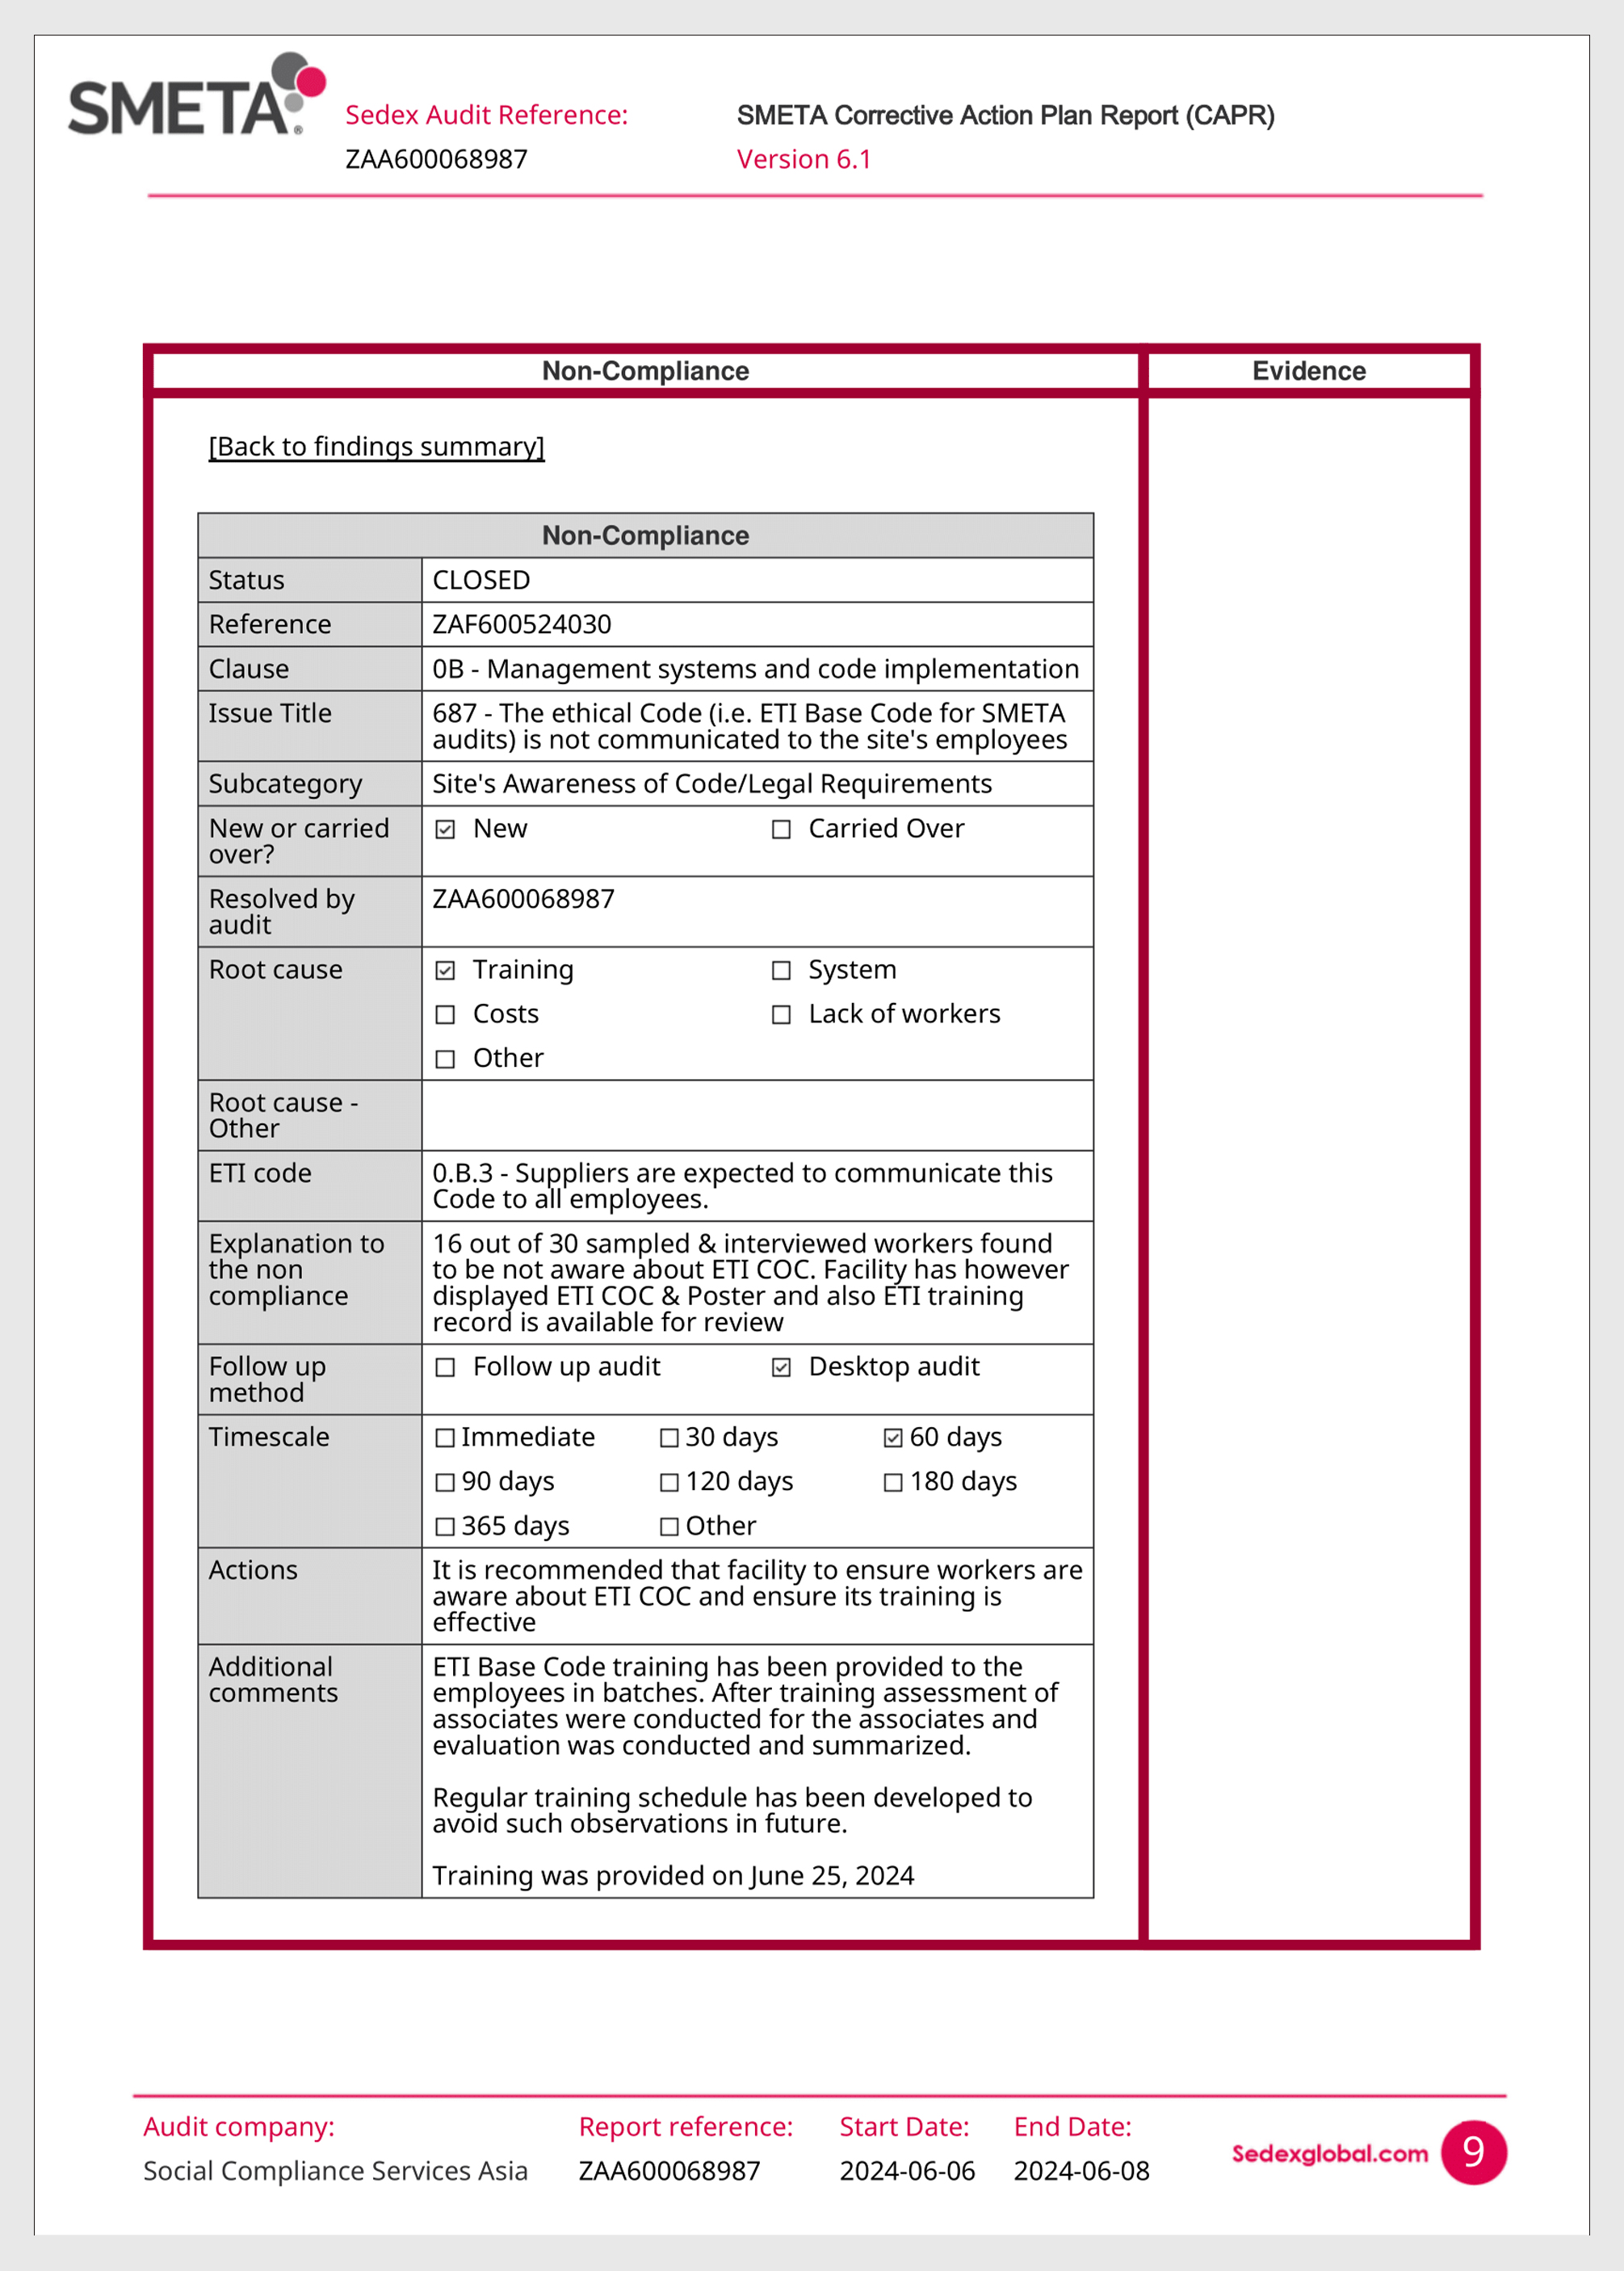 SMETA®
Sedex Audit Reference:
SMETA Corrective Action Plan Report (CAPR)
ZAA600068987
Version 6.1
Non-Compliance
Evidence
[Back to findings summary]
Non-Compliance
Status
CLOSED
Reference
ZAF600524030
Clause
0B - Management systems and code implementation
Issue Title
687 - The ethical Code (i.e. ETI Base Code for SMETA
audits) is not communicated to the site's employees
Subcategory
Site's Awareness of Code/Legal Requirements
New or carried
over?
New
Carried Over
Resolved by
audit
ZAA600068987
Root cause
Training
System
Costs
Lack of workers
Other
Root cause -
Other
ETI code
0.B.3 - Suppliers are expected to communicate this
Code to all employees.
Explanation to
the non
compliance
16 out of 30 sampled & interviewed workers found
to be not aware about ETI COC. Facility has however
displayed ETI COC & Poster and also ETI training
record is available for review
Follow up
method
Follow up audit
Desktop audit
Timescale
Immediate
30 days
60 days
90 days
120 days
180 days
365 days
Other
Actions
It is recommended that facility to ensure workers are
aware about ETI COC and ensure its training is
effective
Additional
comments
ETI Base Code training has been provided to the
employees in batches. After training assessment of
associates were conducted for the associates and
evaluation was conducted and summarized.
Regular training schedule has been developed to
avoid such observations in future.
Training was provided on June 25, 2024
Audit company:
Report reference:
Start Date:
End Date:
Social Compliance Services Asia
ZAA600068987
2024-06-06
2024-06-08
Sedexglobal.com
9